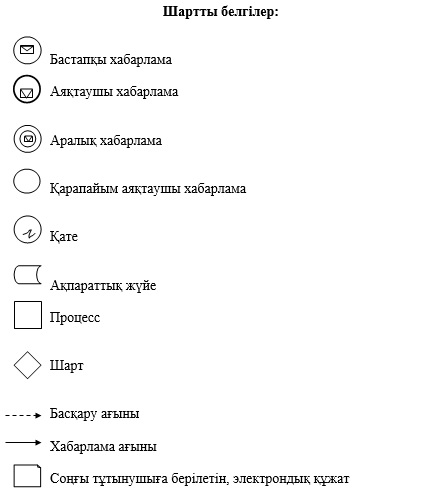 Шартты белгілер:
Бастапқы хабарлама
Аяқтаушы хабарлама
Аралық хабарлама
Қарапайым аяқтаушы хабарлама
Қате
Ақпараттық жүйе
Процесс
Шарт
Басқару ағыны
Хабарлама ағыны
Соңғы тұтынушыға берілетін, электрондық құжат